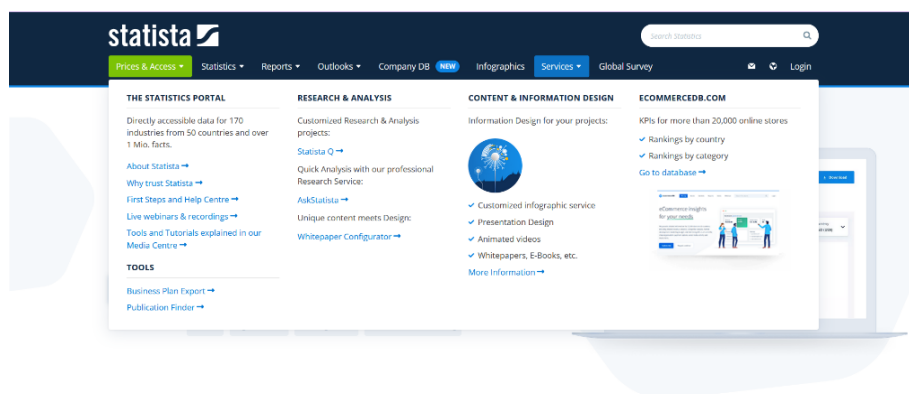 statista
Search Statistics
Prices & Access Statistics Reports Outlooks Company DB NEW Infographics Services Global Survey Login
THE STATISTICS PORTAL
Directly accessible data for 170
industries from 50 countries and over
1 Mio. facts.
About Statista
Why trust Statista
First Steps and Help Centre
Live webinars & recordings
Tools and Tutorials explained in our
Media Centre
TOOLS
Business Plan Export
Publication Finder
RESEARCH & ANALYSIS
Customized Research & Analysis
projects:
Statista Q
Quick Analysis with our professional
Research Service:
AskStatista
Unique content meets Design:
Whitepaper Configurator
CONTENT & INFORMATION DESIGN
Information Design for your projects:
Customized infographic service
Presentation Design
Animated videos
Whitepapers, E-Books, etc.
More Information
ECOMMERCEDB.COM
KPIs for more than 20,000 online stores
Rankings by country
Rankings by category
Go to database
eCommerce insights
for your needs
Download